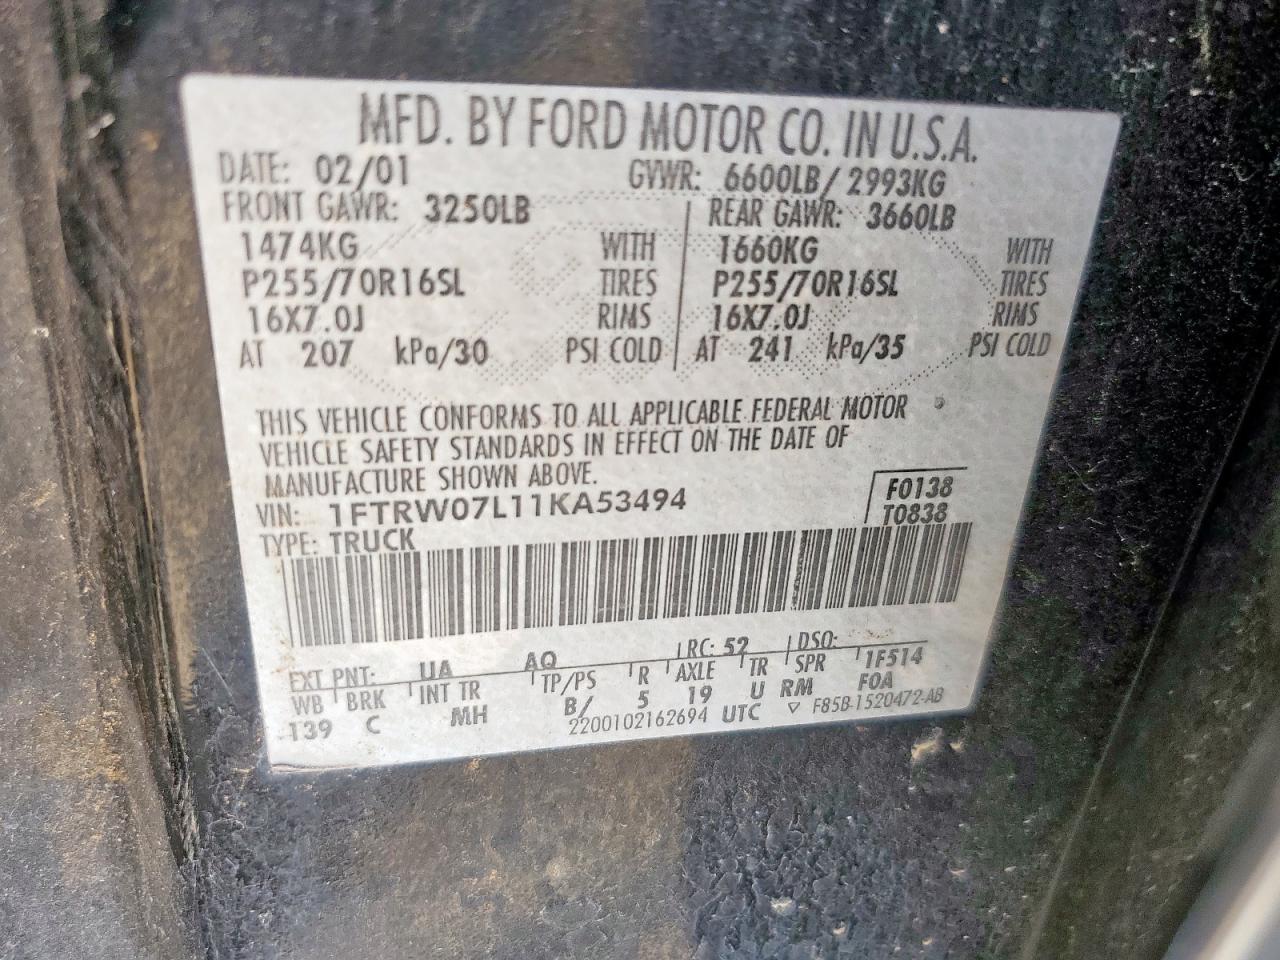 MFD. BY FORD MOTOR CO. IN U.S.A.
DATE: 02/01 GVWR: 6600LB/2993KG
FRONT GAWR: 3250LB REAR GAWR: 3660LB
1474KG WITH 1660KG WITH
P255/70R16SL TIRES P255/70R16SL TIRES
16X7.0J RIMS 16X7.0J RIMS
AT 207 kPa/30 PSI COLD AT 241 kPa/35 PSI COLD
THIS VEHICLE CONFORMS TO ALL APPLICABLE FEDERAL MOTOR
VEHICLE SAFETY STANDARDS IN EFFECT ON THE DATE OF
MANUFACTURE SHOWN ABOVE.
VIN: 1FTRW07L11KA53494
F0138
T0838
TYPE: TRUCK
EXT PNT: UA AQ RC: 52 DSO:
WB BRK INT TR TP/PS R AXLE TR SPR 1F514
139 C MH B/ 5 19 U RM F0A
2200102162694 UTC ▽ F85B-1520472-AB